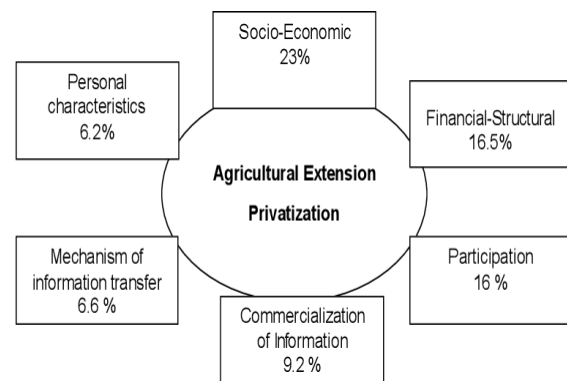 Socio-Economic
23%
Personal
characteristics
6.2%
Financial-Structural
16.5%
Agricultural Extension
Privatization
Mechanism of
information transfer
6.6 %
Participation
16 %
Commercialization
of Information
9.2 %